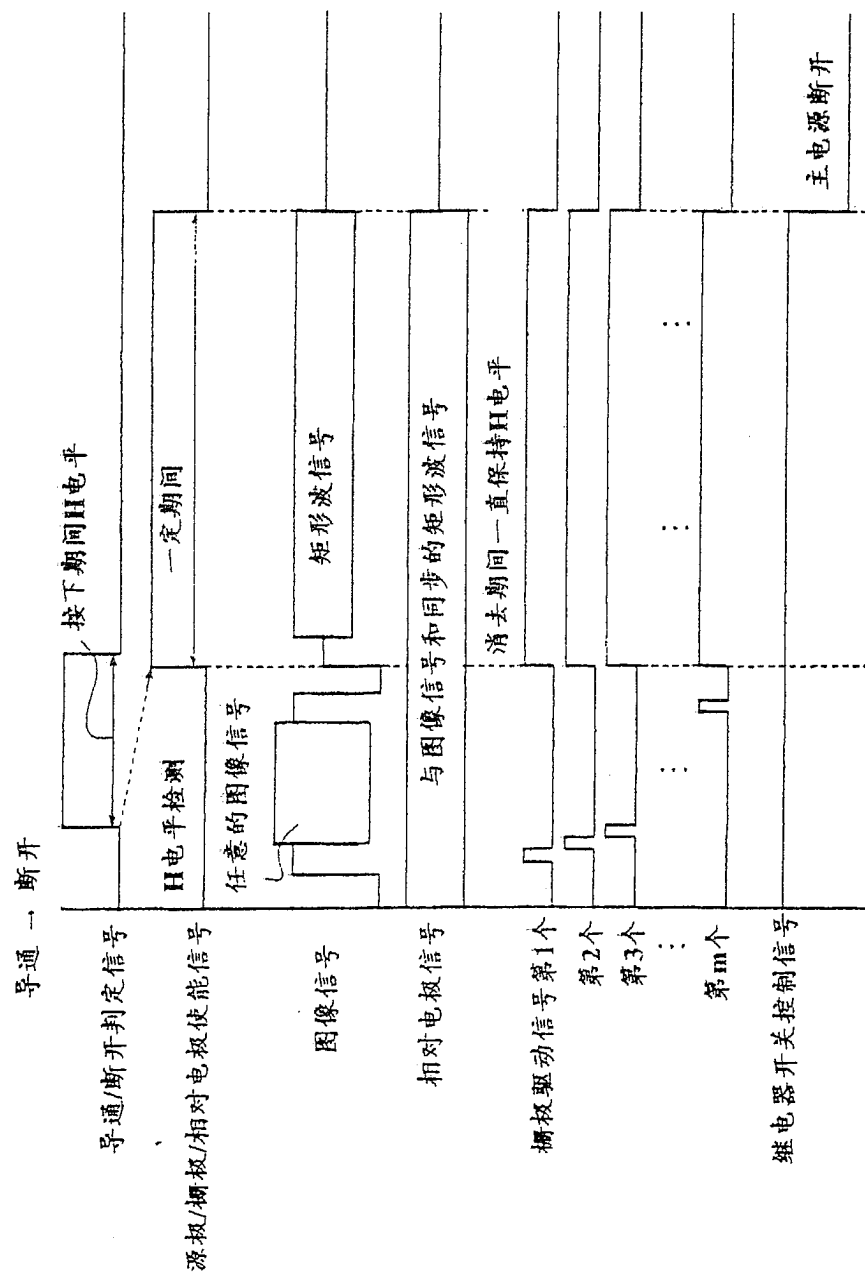 导通 → 断开
导通/断开判定信号
按下期间H电平
源极/栅极/相对电极使能信号
H电平检测
一定期间
图像信号
任意的图像信号
矩形波信号
相对电极信号
与图像信号和同步的矩形波信号
栅极驱动信号第1个
消去期间一直保持H电平
第2个
第3个
⋮
第m个
继电器开关控制信号
主电源断开